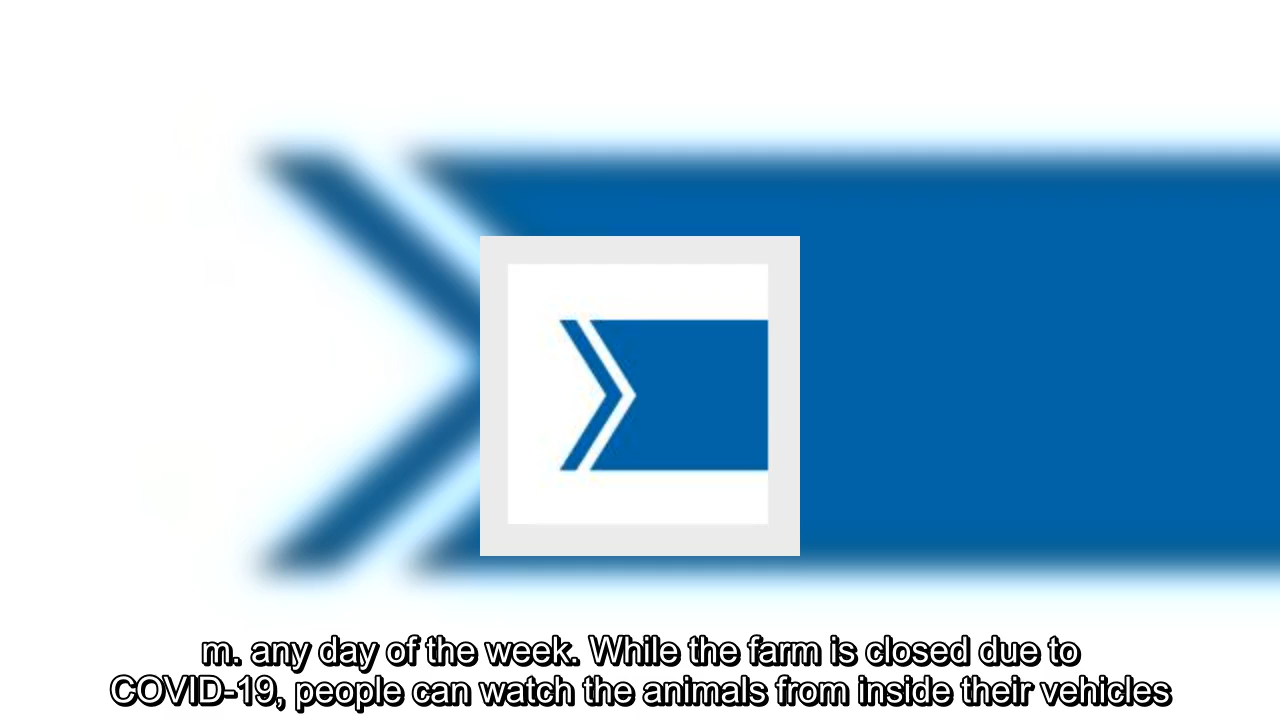 m. any day of the week. While the farm is closed due to
COVID-19, people can watch the animals from inside their vehicles